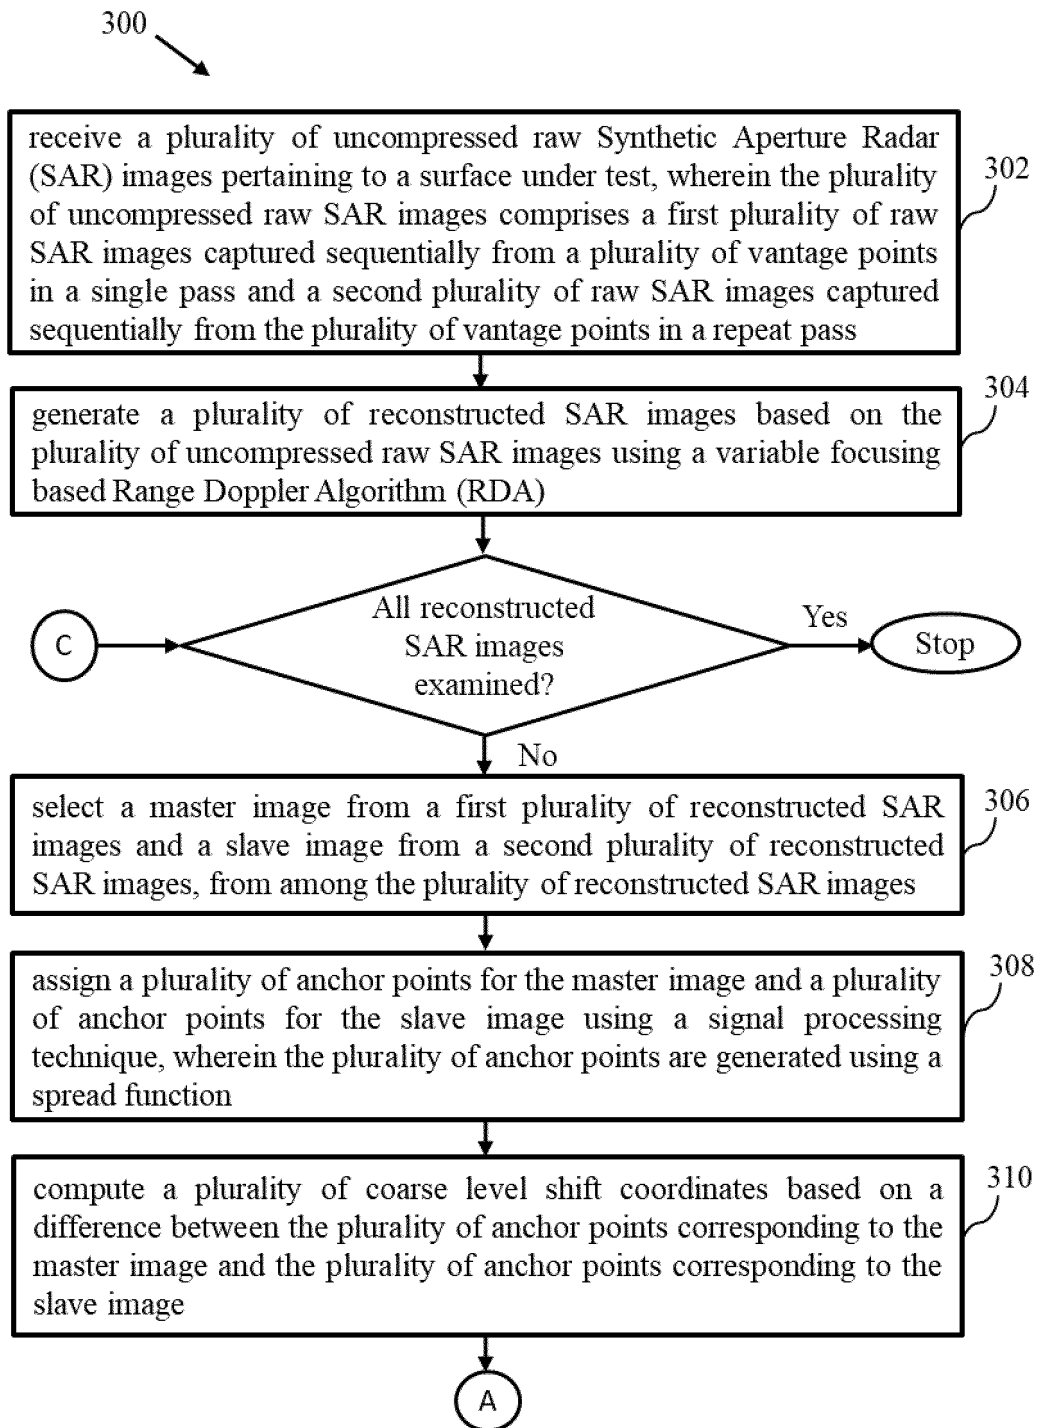 300
receive a plurality of uncompressed raw Synthetic Aperture Radar
(SAR) images pertaining to a surface under test, wherein the plurality
of uncompressed raw SAR images comprises a first plurality of raw
SAR images captured sequentially from a plurality of vantage points
in a single pass and a second plurality of raw SAR images captured
sequentially from the plurality of vantage points in a repeat pass
302
generate a plurality of reconstructed SAR images based on the
plurality of uncompressed raw SAR images using a variable focusing
based Range Doppler Algorithm (RDA)
304
C
All reconstructed
SAR images
examined?
Yes
Stop
No
select a master image from a first plurality of reconstructed SAR
images and a slave image from a second plurality of reconstructed
SAR images, from among the plurality of reconstructed SAR images
306
assign a plurality of anchor points for the master image and a plurality
of anchor points for the slave image using a signal processing
technique, wherein the plurality of anchor points are generated using a
spread function
308
compute a plurality of coarse level shift coordinates based on a
difference between the plurality of anchor points corresponding to the
master image and the plurality of anchor points corresponding to the
slave image
310
A